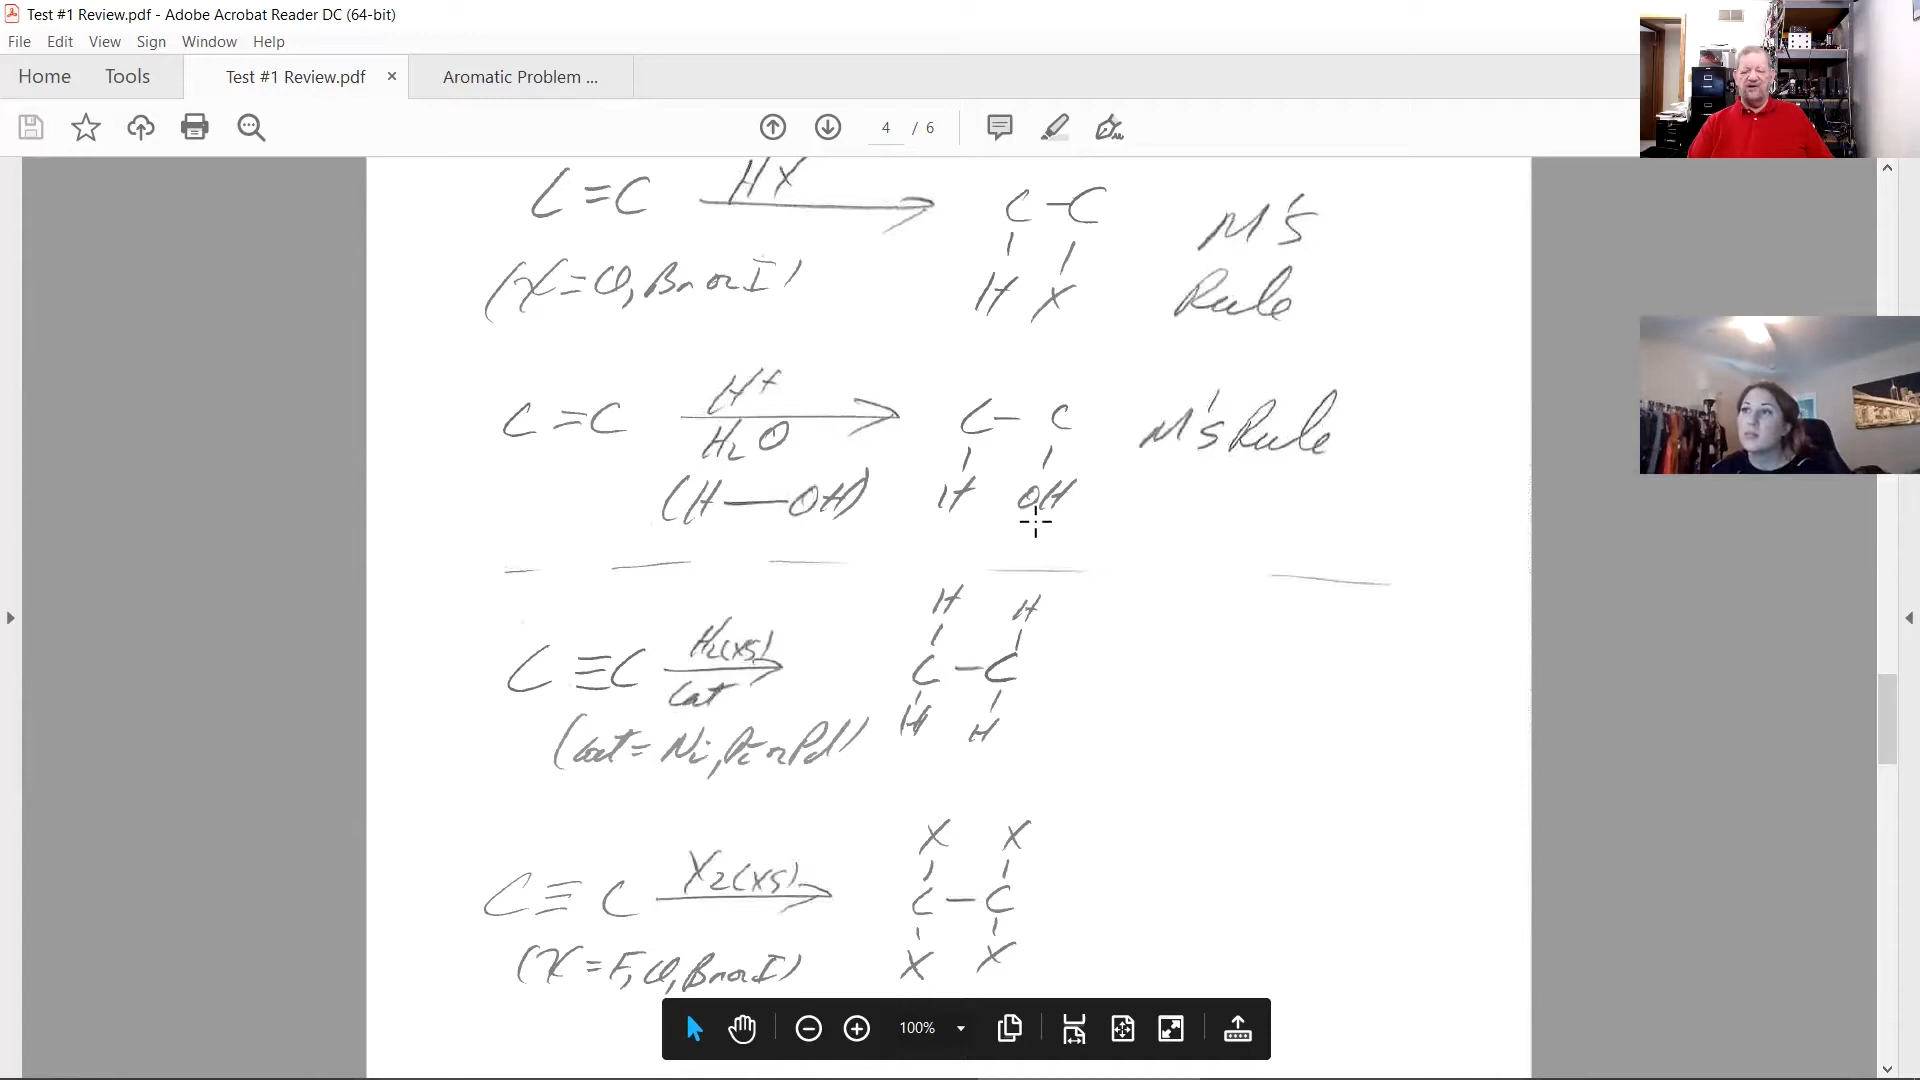 Test #1 Review.pdf - Adobe Acrobat Reader DC (64-bit)
File Edit View Sign Window Help
Home Tools Test #1 Review.pdf × Aromatic Problem ...
4 / 6
C=C HX C-C M's
H X Rule
(X=Cl, Br or I)
C=C H+ C-C M's Rule
H2O
(H—OH) H OH
H H
C≡C H2(xs) C-C
Cat
H H
(Cat= Ni, Pt or Pd)
X X
C≡C X2(xs) C-C
X X
(X=F, Cl, Br or I)
100%